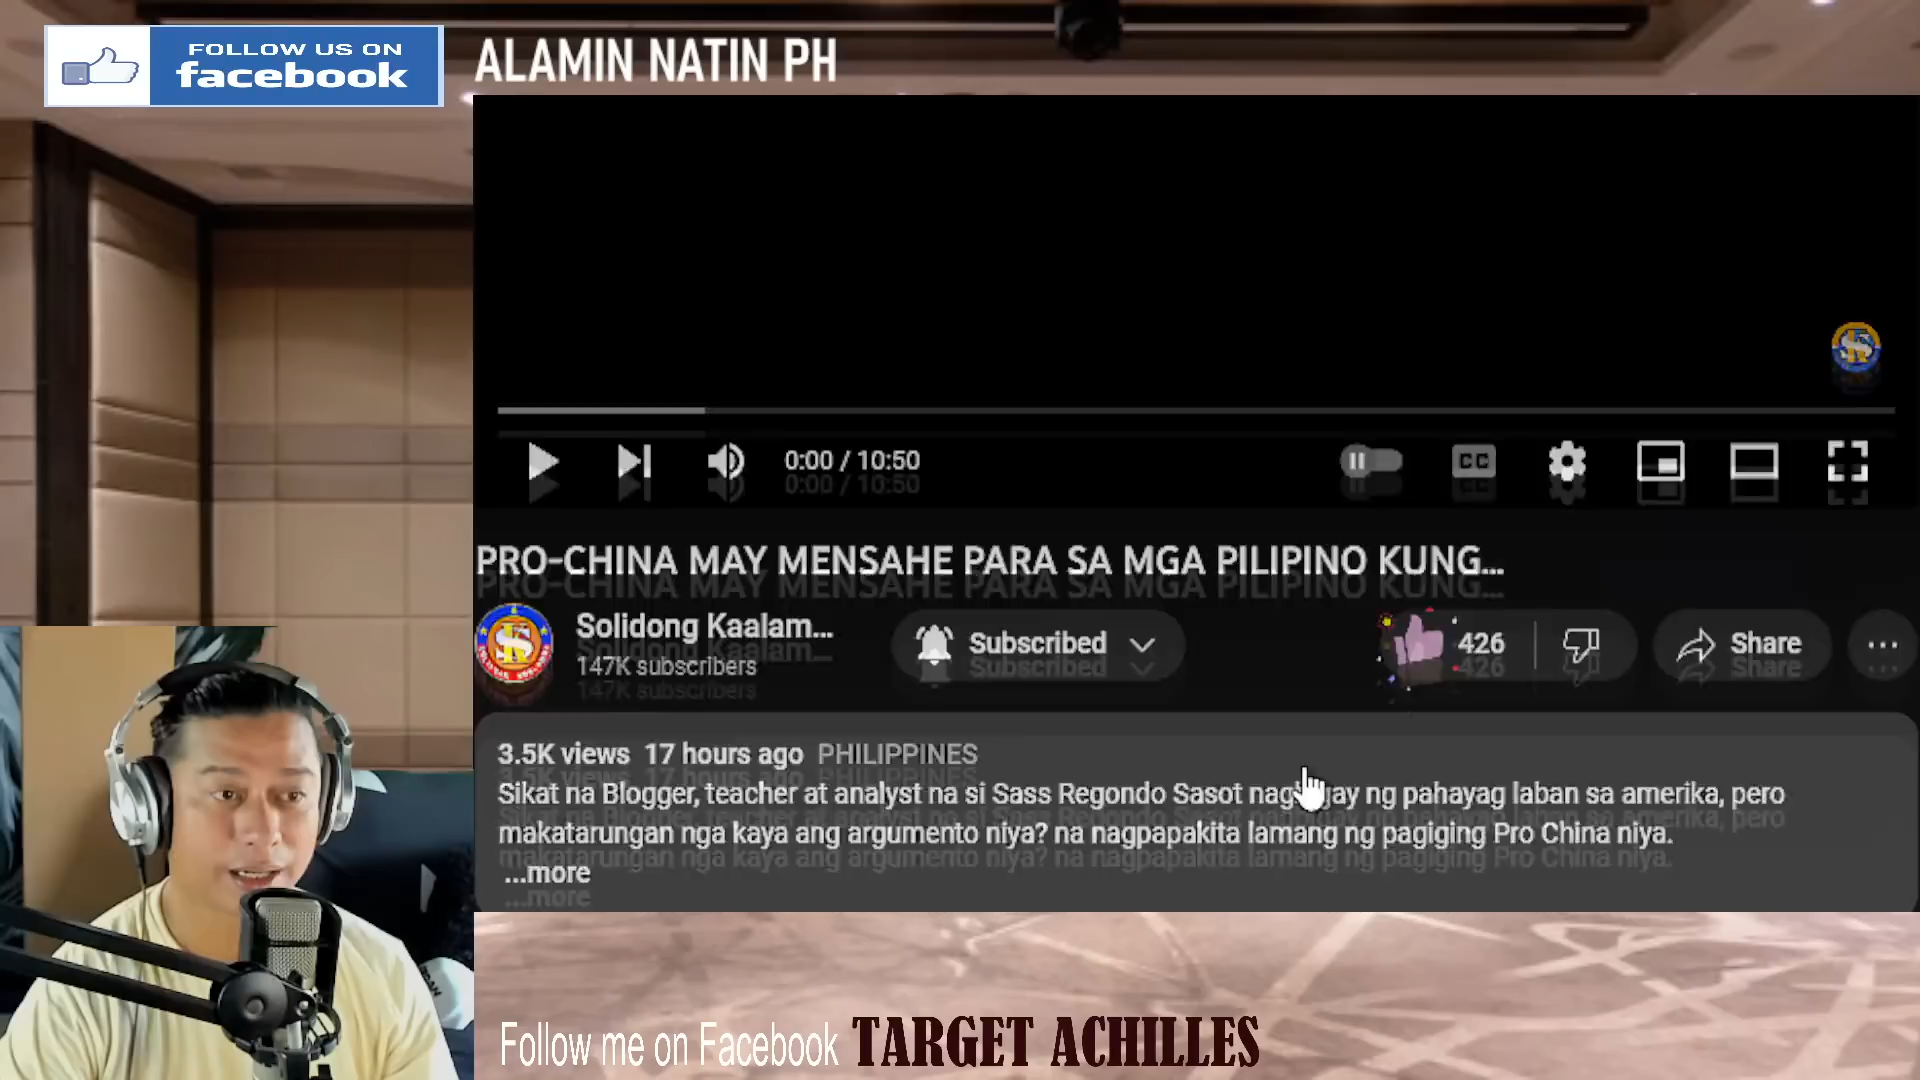 FOLLOW US ON
facebook
ALAMIN NATIN PH
0:00 / 10:50
CC
PRO-CHINA MAY MENSAHE PARA SA MGA PILIPINO KUNG...
Solidong Kaalam...
147K subscribers
Subscribed
426
Share
3.5K views 17 hours ago PHILIPPINES
Sikat na Blogger, teacher at analyst na si Sass Regondo Sasot ng pahayag laban sa amerika, pero
makatarungan nga kaya ang argumento niya? na nagpapakita lamang ng pagiging Pro China niya.
...more
Follow me on Facebook TARGET ACHILLES